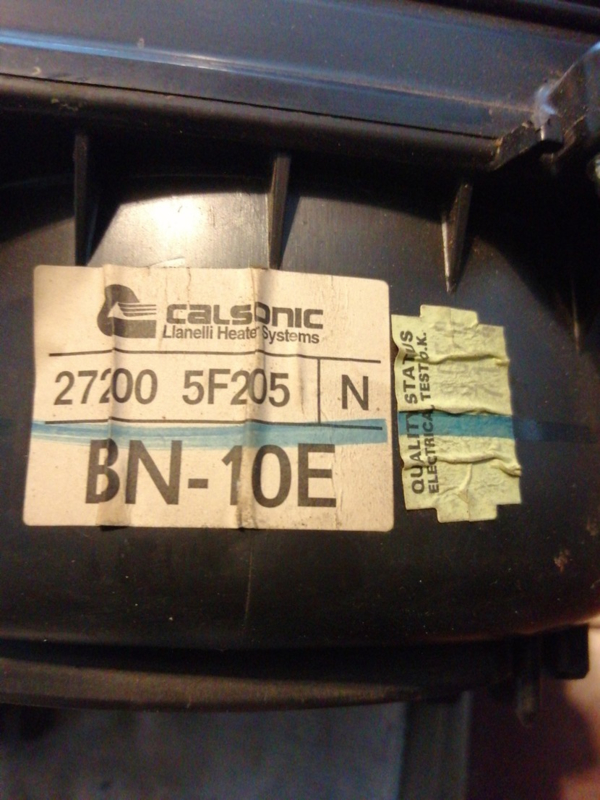 CALSONIC
Llanelli Heater Systems
27200 5F205 N
BN-10E
QUALITY STATUS
ELECTRICAL TEST O.K.